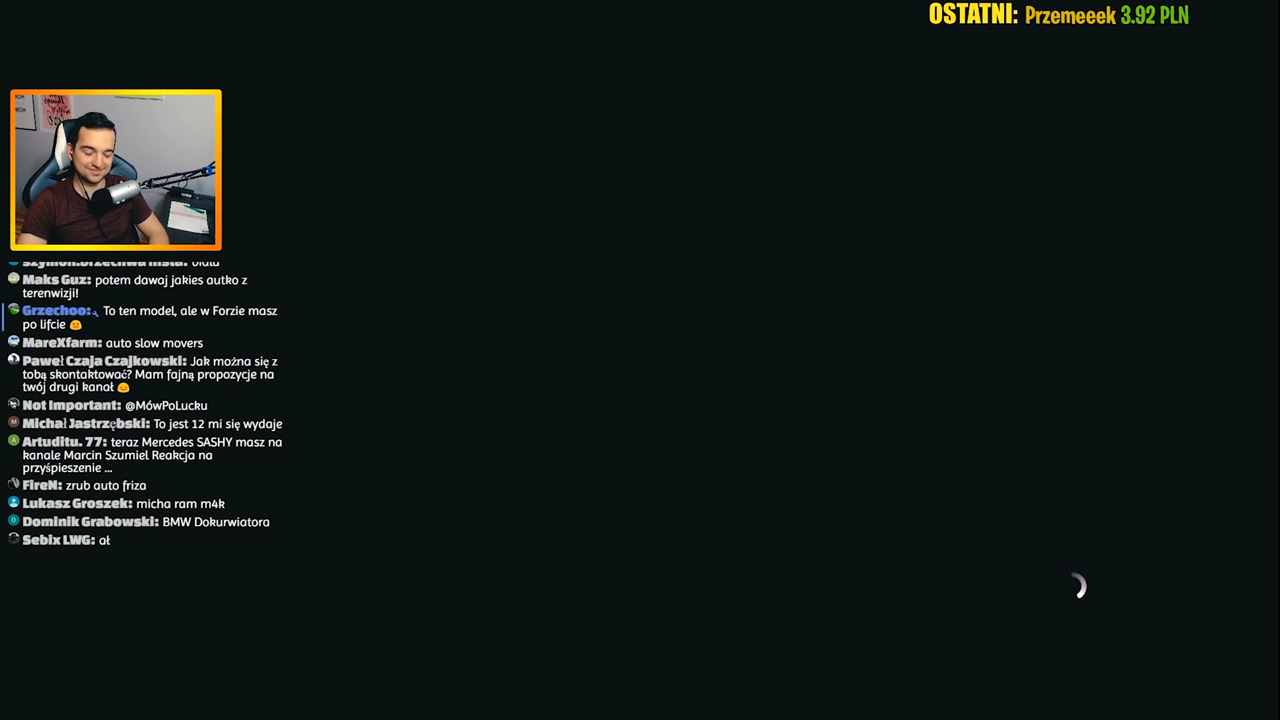 OSTATNI: Przemeeek 3.92 PLN
Maks Guz: potem dawaj jakies autko z
terenwizji!
Grzechoo: To ten model, ale w Forzie masz
po lifcie
MareXfarm: auto slow movers
Paweł Czaja Czajkowski: Jak można się z
tobą skontaktować? Mam fajną propozycje na
twój drugi kanał
Not Important: @MówPoLucku
Michał Jastrzębski: To jest 12 mi się wydaje
Artuditu. 77: teraz Mercedes SASHY masz na
kanale Marcin Szumiel Reakcja na
przyśpieszenie ...
FireN: zrub auto friza
Lukasz Groszek: micha ram m4k
Dominik Grabowski: BMW Dokurwiatora
Sebix LWG: ał